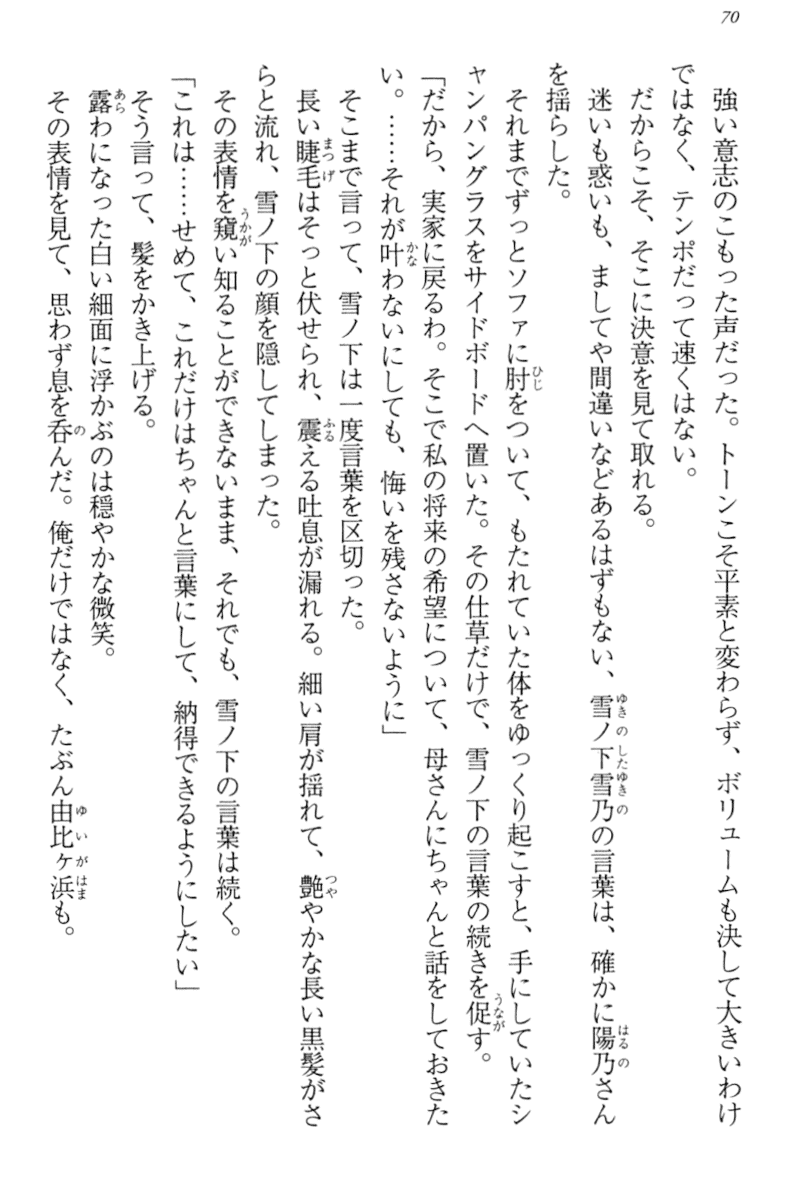 70
強い意志のこもった声だった。トーンこそ平素と変わらず、ボリュームも決して大きいわけ
ではなく、テンポだって速くはない。
だからこそ、そこに決意を見て取れる。
迷いも惑いも、ましてや間違いなどあるはずもない、雪ノ下雪乃の言葉は、確かに陽乃さん
を揺らした。
それまでずっとソファに肘をついて、もたれていた体をゆっくり起こすと、手にしていたシ
ャンパングラスをサイドボードへ置いた。その仕草だけで、雪ノ下の言葉の続きを促す。
「だから、実家に戻るわ。そこで私の将来の希望について、母さんにちゃんと話をしておきた
い。……それが叶わないにしても、悔いを残さないように」
そこまで言って、雪ノ下は一度言葉を区切った。
長い睫毛はそっと伏せられ、震える吐息が漏れる。細い肩が揺れて、艶やかな長い黒髪がさ
らと流れ、雪ノ下の顔を隠してしまった。
その表情を窺い知ることができないまま、それでも、雪ノ下の言葉は続く。
「これは……せめて、これだけはちゃんと言葉にして、納得できるようにしたい」
そう言って、髪をかき上げる。
露わになった白い細面に浮かぶのは穏やかな微笑。
その表情を見て、思わず息を呑んだ。俺だけではなく、たぶん由比ヶ浜も。